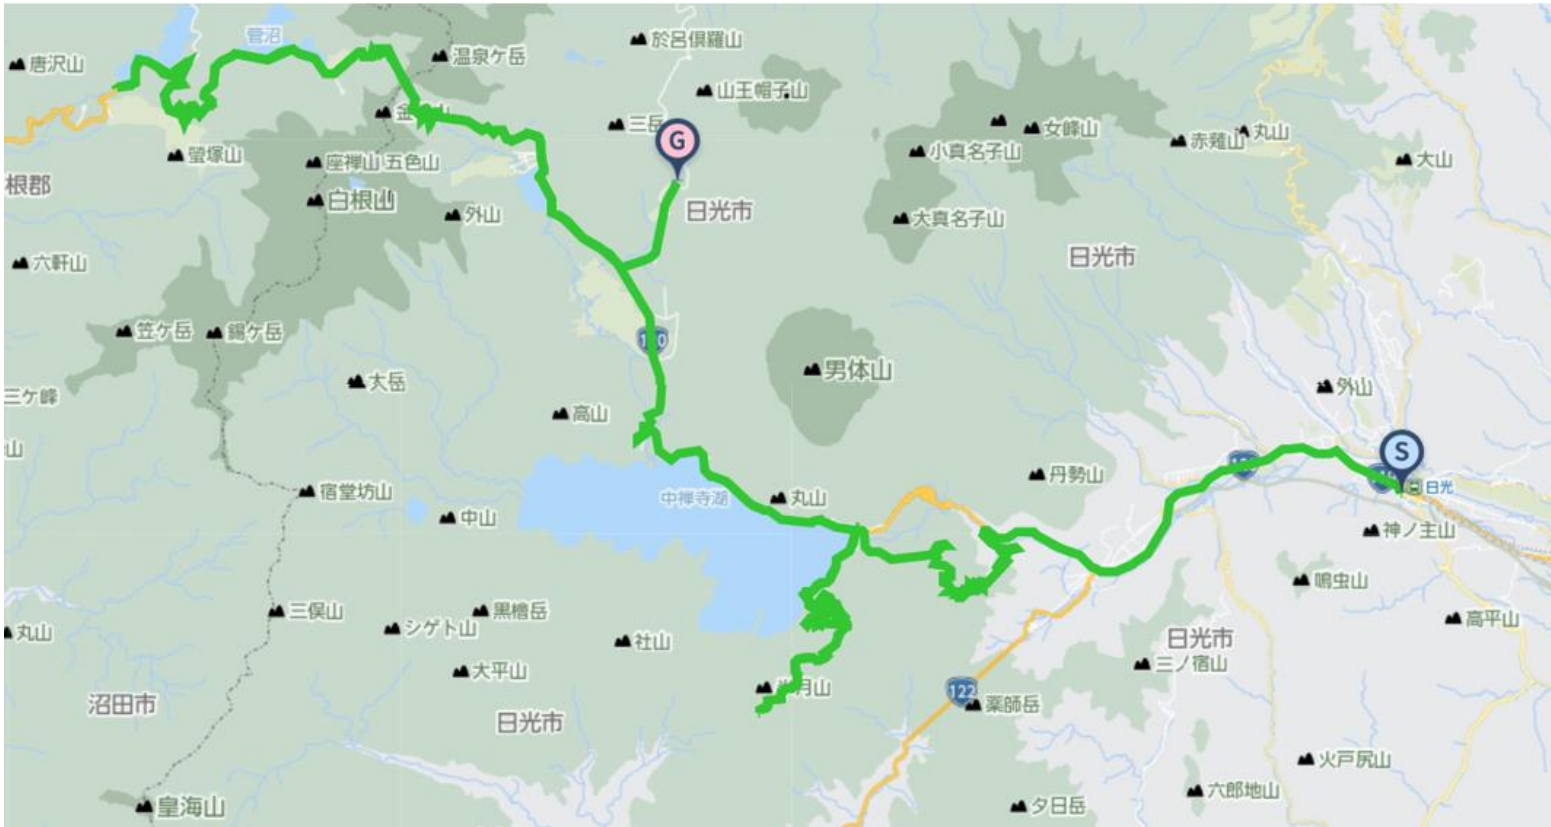 菅沼
於呂倶羅山
温泉ケ岳
唐沢山
山王帽子山
三岳
女峰山
赤薙山
丸山
小真名子山
大山
螢塚山
座禅山
五色山
G
根郡
白根山
外山
日光市
大真名子山
日光市
六軒山
笠ケ岳
錫ケ岳
男体山
太岳
外山
三ケ峰
高山
山
S
丹勢山
日光
宿堂坊山
中禅寺湖
丸山
中山
神ノ主山
鳴虫山
三俣山
黒檜岳
高平山
丸山
シゲト山
社山
日光市
大平山
三ノ宿山
月山
沼田市
122
薬師岳
日光市
火戸尻山
皇海山
夕日岳
六郎地山